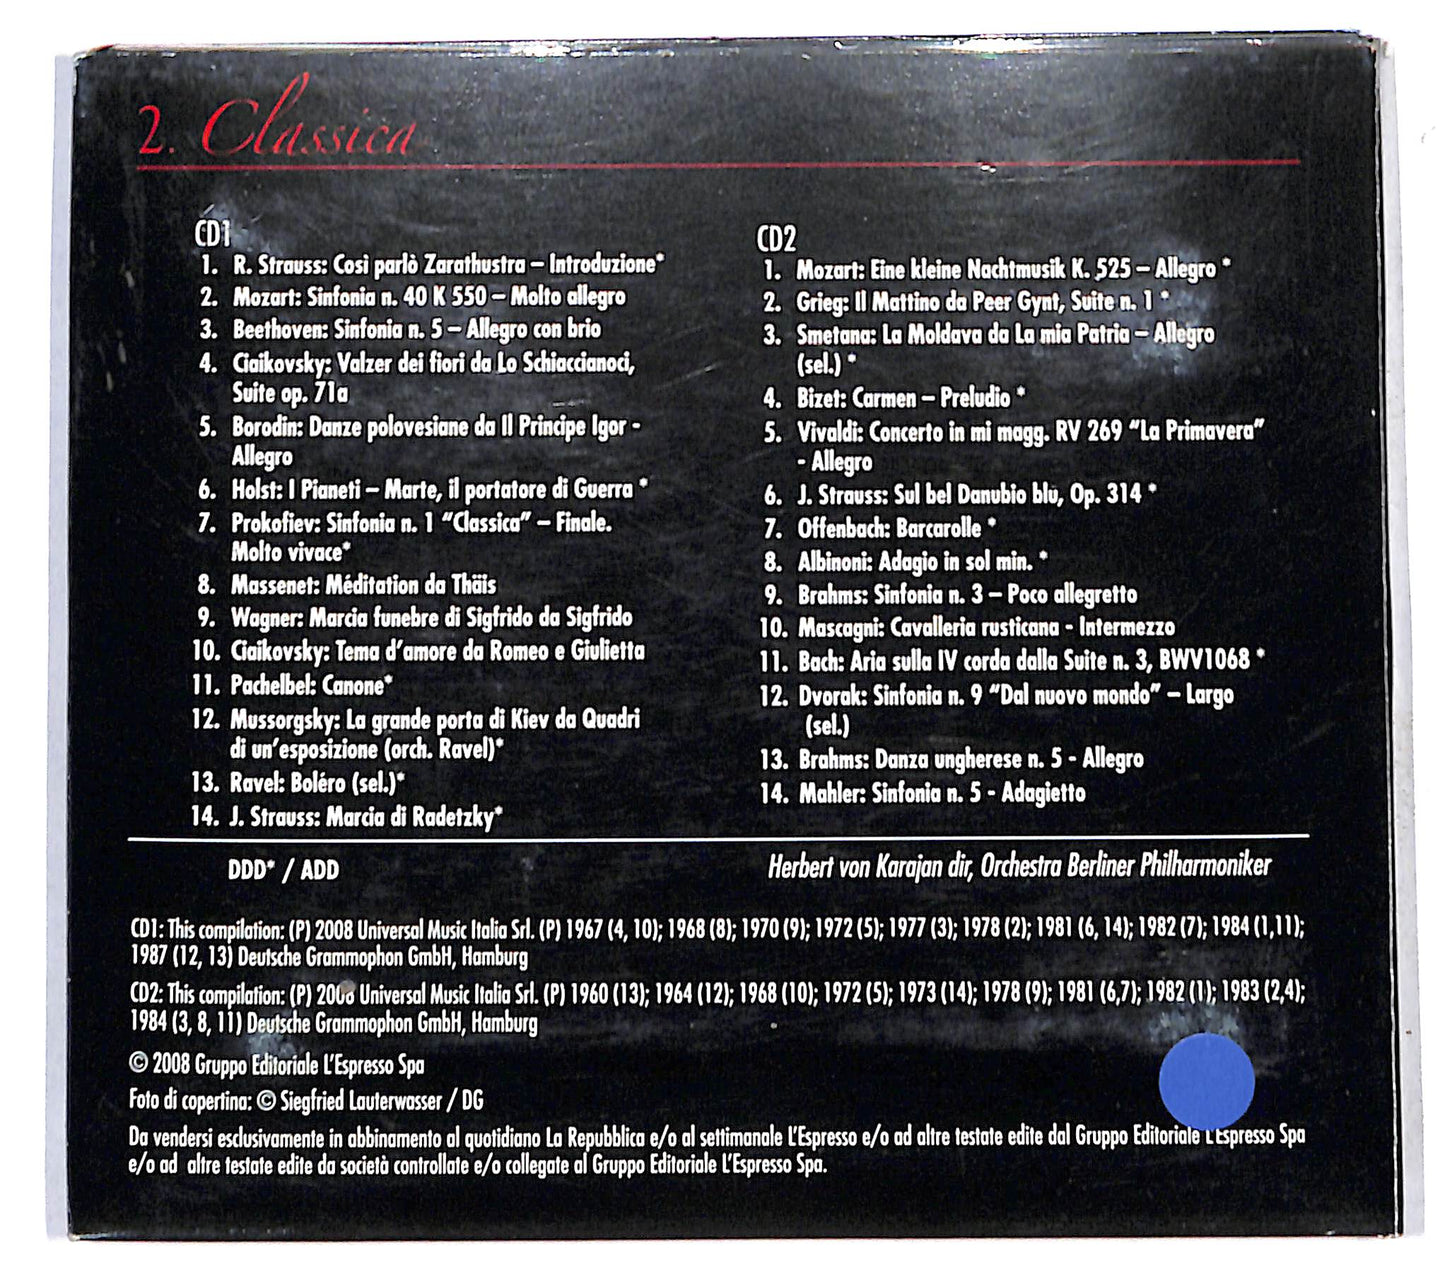 2. Classica
CD1
1. R. Strauss: Così parlò Zarathustra – Introduzione*
2. Mozart: Sinfonia n. 40 K 550 – Molto allegro
3. Beethoven: Sinfonia n. 5 – Allegro con brio
4. Ciaikovsky: Valzer dei fiori da Lo Schiaccianoci,
Suite op. 71a
5. Borodin: Danze polovesiane da Il Principe Igor -
Allegro
6. Holst: I Pianeti – Marte, il portatore di Guerra *
7. Prokofiev: Sinfonia n. 1 “Classica” – Finale.
Molto vivace*
8. Massenet: Méditation da Thäis
9. Wagner: Marcia funebre di Sigfrido da Sigfrido
10. Ciaikovsky: Tema d’amore da Romeo e Giulietta
11. Pachelbel: Canone*
12. Mussorgsky: La grande porta di Kiev da Quadri
di un’esposizione (orch. Ravel)*
13. Ravel: Boléro (sel.)*
14. J. Strauss: Marcia di Radetzky*
CD2
1. Mozart: Eine kleine Nachtmusik K. 525 – Allegro *
2. Grieg: Il Mattino da Peer Gynt, Suite n. 1 *
3. Smetana: La Moldava da La mia Patria – Allegro
(sel.) *
4. Bizet: Carmen – Preludio *
5. Vivaldi: Concerto in mi magg. RV 269 “La Primavera”
- Allegro
6. J. Strauss: Sul bel Danubio blu, Op. 314 *
7. Offenbach: Barcarolle *
8. Albinoni: Adagio in sol min. *
9. Brahms: Sinfonia n. 3 – Poco allegretto
10. Mascagni: Cavalleria rusticana - Intermezzo
11. Bach: Aria sulla IV corda dalla Suite n. 3, BWV1068 *
12. Dvorak: Sinfonia n. 9 “Dal nuovo mondo” – Largo
(sel.)
13. Brahms: Danza ungherese n. 5 - Allegro
14. Mahler: Sinfonia n. 5 - Adagietto
DDD* / ADD
Herbert von Karajan dir, Orchestra Berliner Philharmoniker
CD1: This compilation: (P) 2008 Universal Music Italia Srl. (P) 1967 (4, 10); 1968 (8); 1970 (9); 1972 (5); 1977 (3); 1978 (2); 1981 (6, 14); 1982 (7); 1984 (1,11);
1987 (12, 13) Deutsche Grammophon GmbH, Hamburg
CD2: This compilation: (P) 2008 Universal Music Italia Srl. (P) 1960 (13); 1964 (12); 1968 (10); 1972 (5); 1973 (14); 1978 (9); 1981 (6,7); 1982 (1); 1983 (2,4);
1984 (3, 8, 11) Deutsche Grammophon GmbH, Hamburg
© 2008 Gruppo Editoriale L’Espresso Spa
Foto di copertina: © Siegfried Lauterwasser / DG
Da vendersi esclusivamente in abbinamento al quotidiano La Repubblica e/o al settimanale L’Espresso e/o ad altre testate edite dal Gruppo Editoriale L’Espresso Spa
e/o ad altre testate edite da società controllate e/o collegate al Gruppo Editoriale L’Espresso Spa.